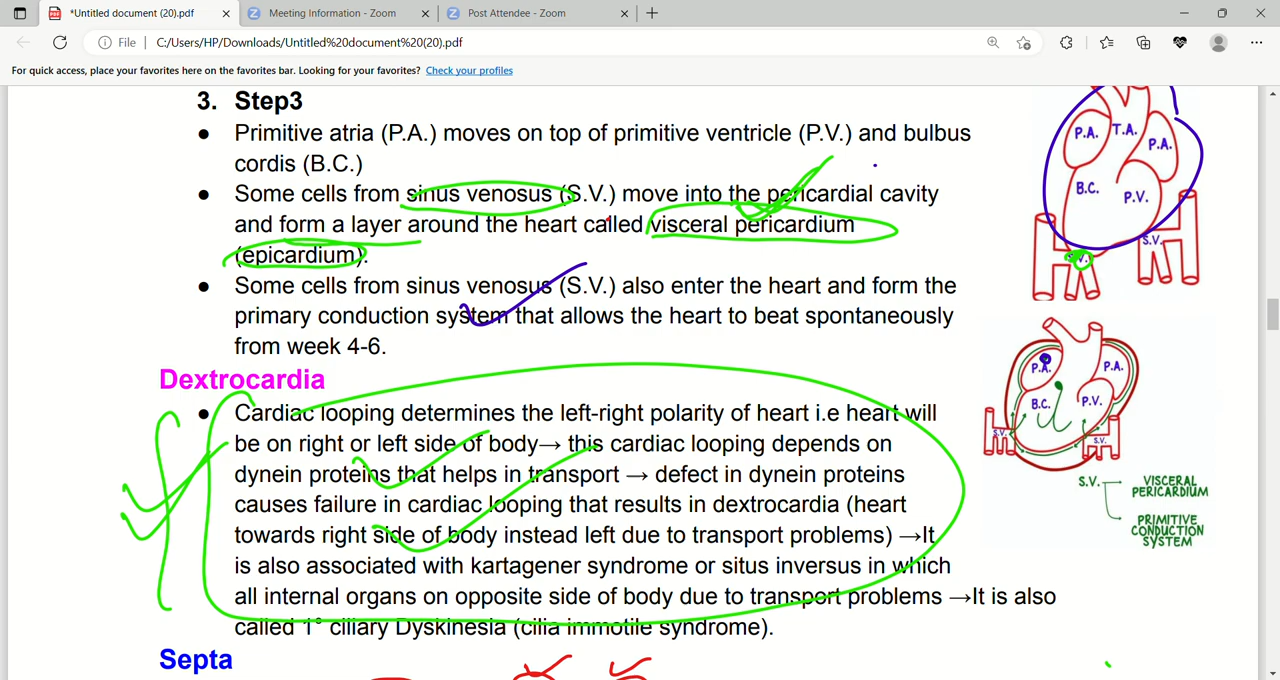 *Untitled document (20).pdf
Meeting Information - Zoom
Post Attendee - Zoom
File
C:/Users/HP/Downloads/Untitled%20document%20(20).pdf
For quick access, place your favorites here on the favorites bar. Looking for your favorites? Check your profiles
3. Step3
● Primitive atria (P.A.) moves on top of primitive ventricle (P.V.) and bulbus
cordis (B.C.)
● Some cells from sinus venosus (S.V.) move into the pericardial cavity
and form a layer around the heart called visceral pericardium
(epicardium).
● Some cells from sinus venosus (S.V.) also enter the heart and form the
primary conduction system that allows the heart to beat spontaneously
from week 4-6.
Dextrocardia
● Cardiac looping determines the left-right polarity of heart i.e heart will
be on right or left side of body→ this cardiac looping depends on
dynein proteins that helps in transport → defect in dynein proteins
causes failure in cardiac looping that results in dextrocardia (heart
towards right side of body instead left due to transport problems) →It
is also associated with kartagener syndrome or situs inversus in which
all internal organs on opposite side of body due to transport problems →It is also
called 1° ciliary Dyskinesia (cilia immotile syndrome).
Septa
P.A. T.A. P.A.
B.C. P.V.
S.V.
S.V.
P.A. P.A.
B.C. P.V.
S.V. S.V.
S.V. VISCERAL
PERICARDIUM
PRIMITIVE
CONDUCTION
SYSTEM